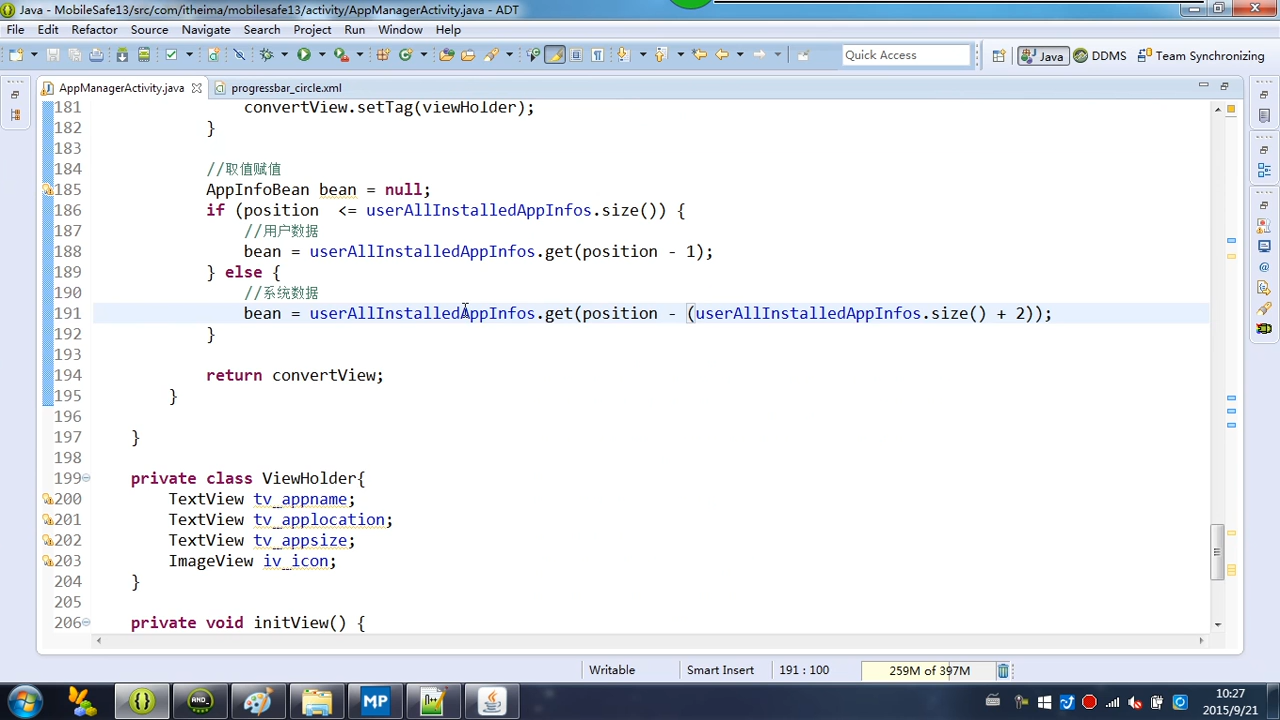 Java - MobileSafe13/src/com/itheima/mobilesafe13/activity/AppManagerActivity.java - ADT
File Edit Refactor Source Navigate Search Project Run Window Help
Quick Access Java DDMS Team Synchronizing
AppManagerActivity.java progressbar_circle.xml
181 convertView.setTag(viewHolder);
182 }
183
184 //取值赋值
185 AppInfoBean bean = null;
186 if (position  <= userAllInstalledAppInfos.size()) {
187 //用户数据
188 bean = userAllInstalledAppInfos.get(position - 1);
189 } else {
190 //系统数据
191 bean = userAllInstalledAppInfos.get(position - (userAllInstalledAppInfos.size() + 2));
192 }
193
194 return convertView;
195 }
196
197 }
198
199 private class ViewHolder{
200 TextView tv_appname;
201 TextView tv_applocation;
202 TextView tv_appsize;
203 ImageView iv_icon;
204 }
205
206 private void initView() {
Writable Smart Insert 191 : 100 259M of 397M
AND_ MP
10:27
2015/9/21